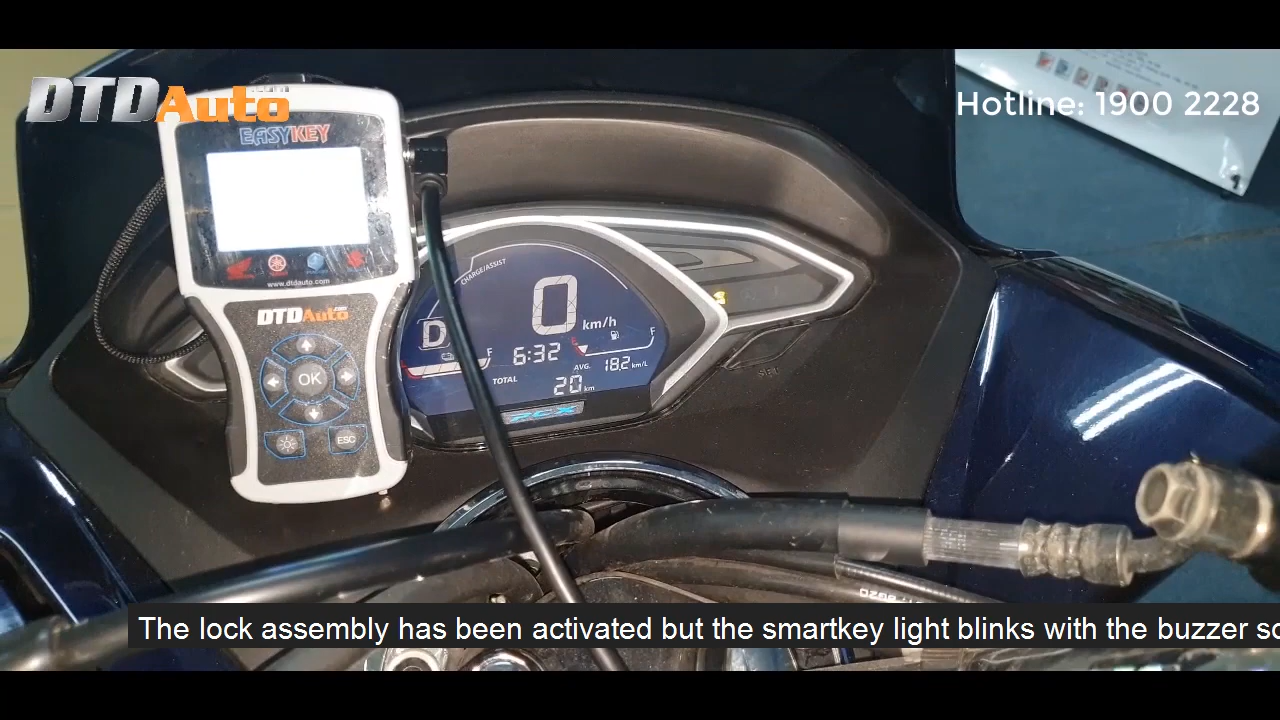 DTDAuto
Hotline: 1900 2228
EASYKEY
www.dtdauto.com
DTDAuto
OK
ESC
CHARGE/ASSIST
0 km/h
D
F
6:32
E
F
AVG. 18.2 km/L
TOTAL
20 km
PCX
SET
The lock assembly has been activated but the smartkey light blinks with the buzzer so